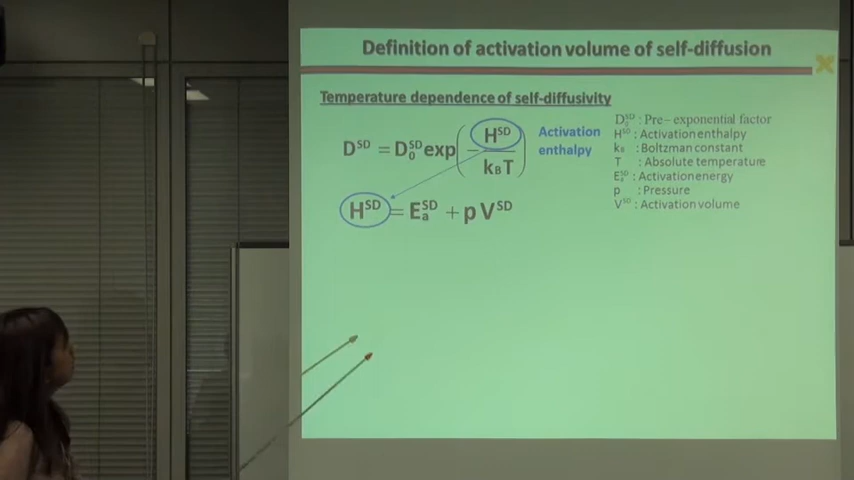 Definition of activation volume of self-diffusion
Temperature dependence of self-diffusivity
D^SD = D_0^SD exp(− H^SD / k_B T)
Activation
enthalpy
H^SD = E_a^SD + p V^SD
D_0^SD : Pre-exponential factor
H^SD : Activation enthalpy
k_B : Boltzman constant
T : Absolute temperature
E_a^SD : Activation energy
p : Pressure
V^SD : Activation volume